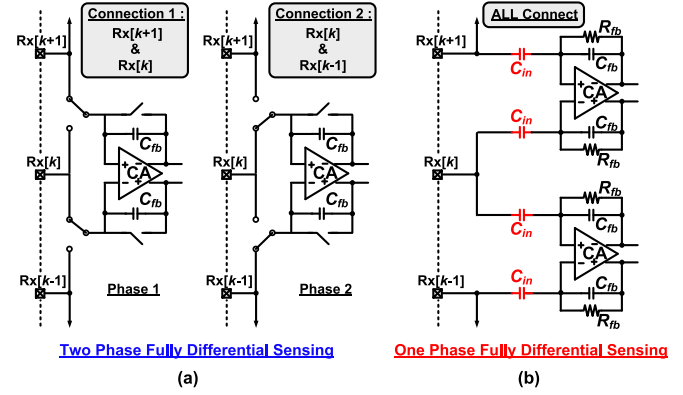 Connection 1 :
Rx[k+1]
&
Rx[k]
Connection 2 :
Rx[k]
&
Rx[k-1]
ALL Connect
Rx[k+1]
Rx[k+1]
Rx[k+1]
Rfb
Cin
Cfb
CA
Cfb
CA
Cfb
Rx[k]
Cfb
CA
Cfb
Rx[k]
Cin
Cfb
Rfb
Rx[k]
Rfb
Cin
Cfb
CA
Rx[k-1]
Phase 1
Rx[k-1]
Phase 2
Rx[k-1]
Cin
Cfb
Rfb
Two Phase Fully Differential Sensing
One Phase Fully Differential Sensing
(a)
(b)